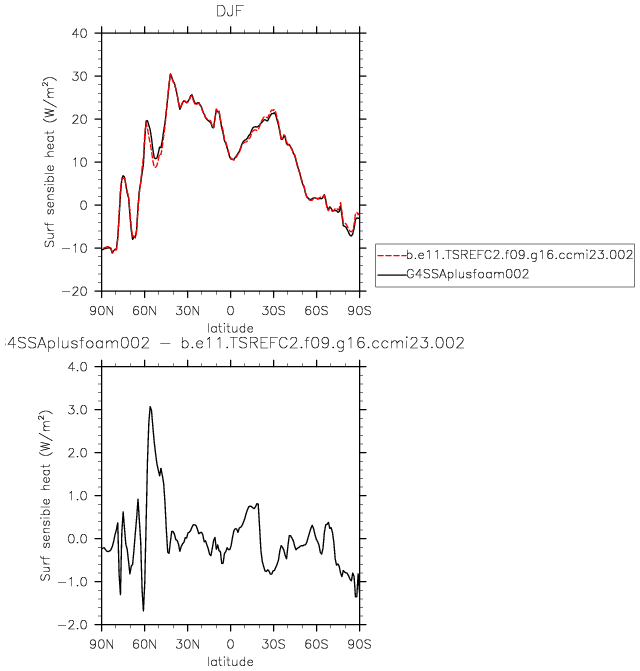 DJF
40
30
20
10
0
−10
−20
Surf sensible heat (W/m²)
90N 60N 30N 0 30S 60S 90S
latitude
b.e11.TSREFC2.f09.g16.ccmi23.002
G4SSAplusfoam002
4SSAplusfoam002 − b.e11.TSREFC2.f09.g16.ccmi23.002
4.0
3.0
2.0
1.0
0.0
−1.0
−2.0
Surf sensible heat (W/m²)
90N 60N 30N 0 30S 60S 90S
latitude